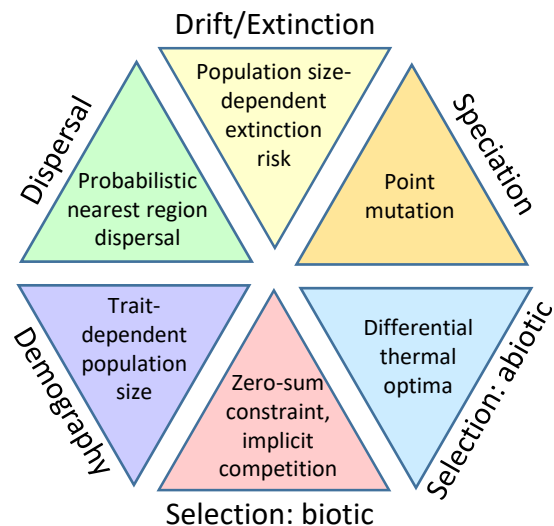 Drift/Extinction
Population size-
dependent
extinction
risk
Dispersal
Probabilistic
nearest region
dispersal
Speciation
Point
mutation
Demography
Trait-
dependent
population
size
Zero-sum
constraint,
implicit
competition
Selection: biotic
Differential
thermal
optima
Selection: abiotic